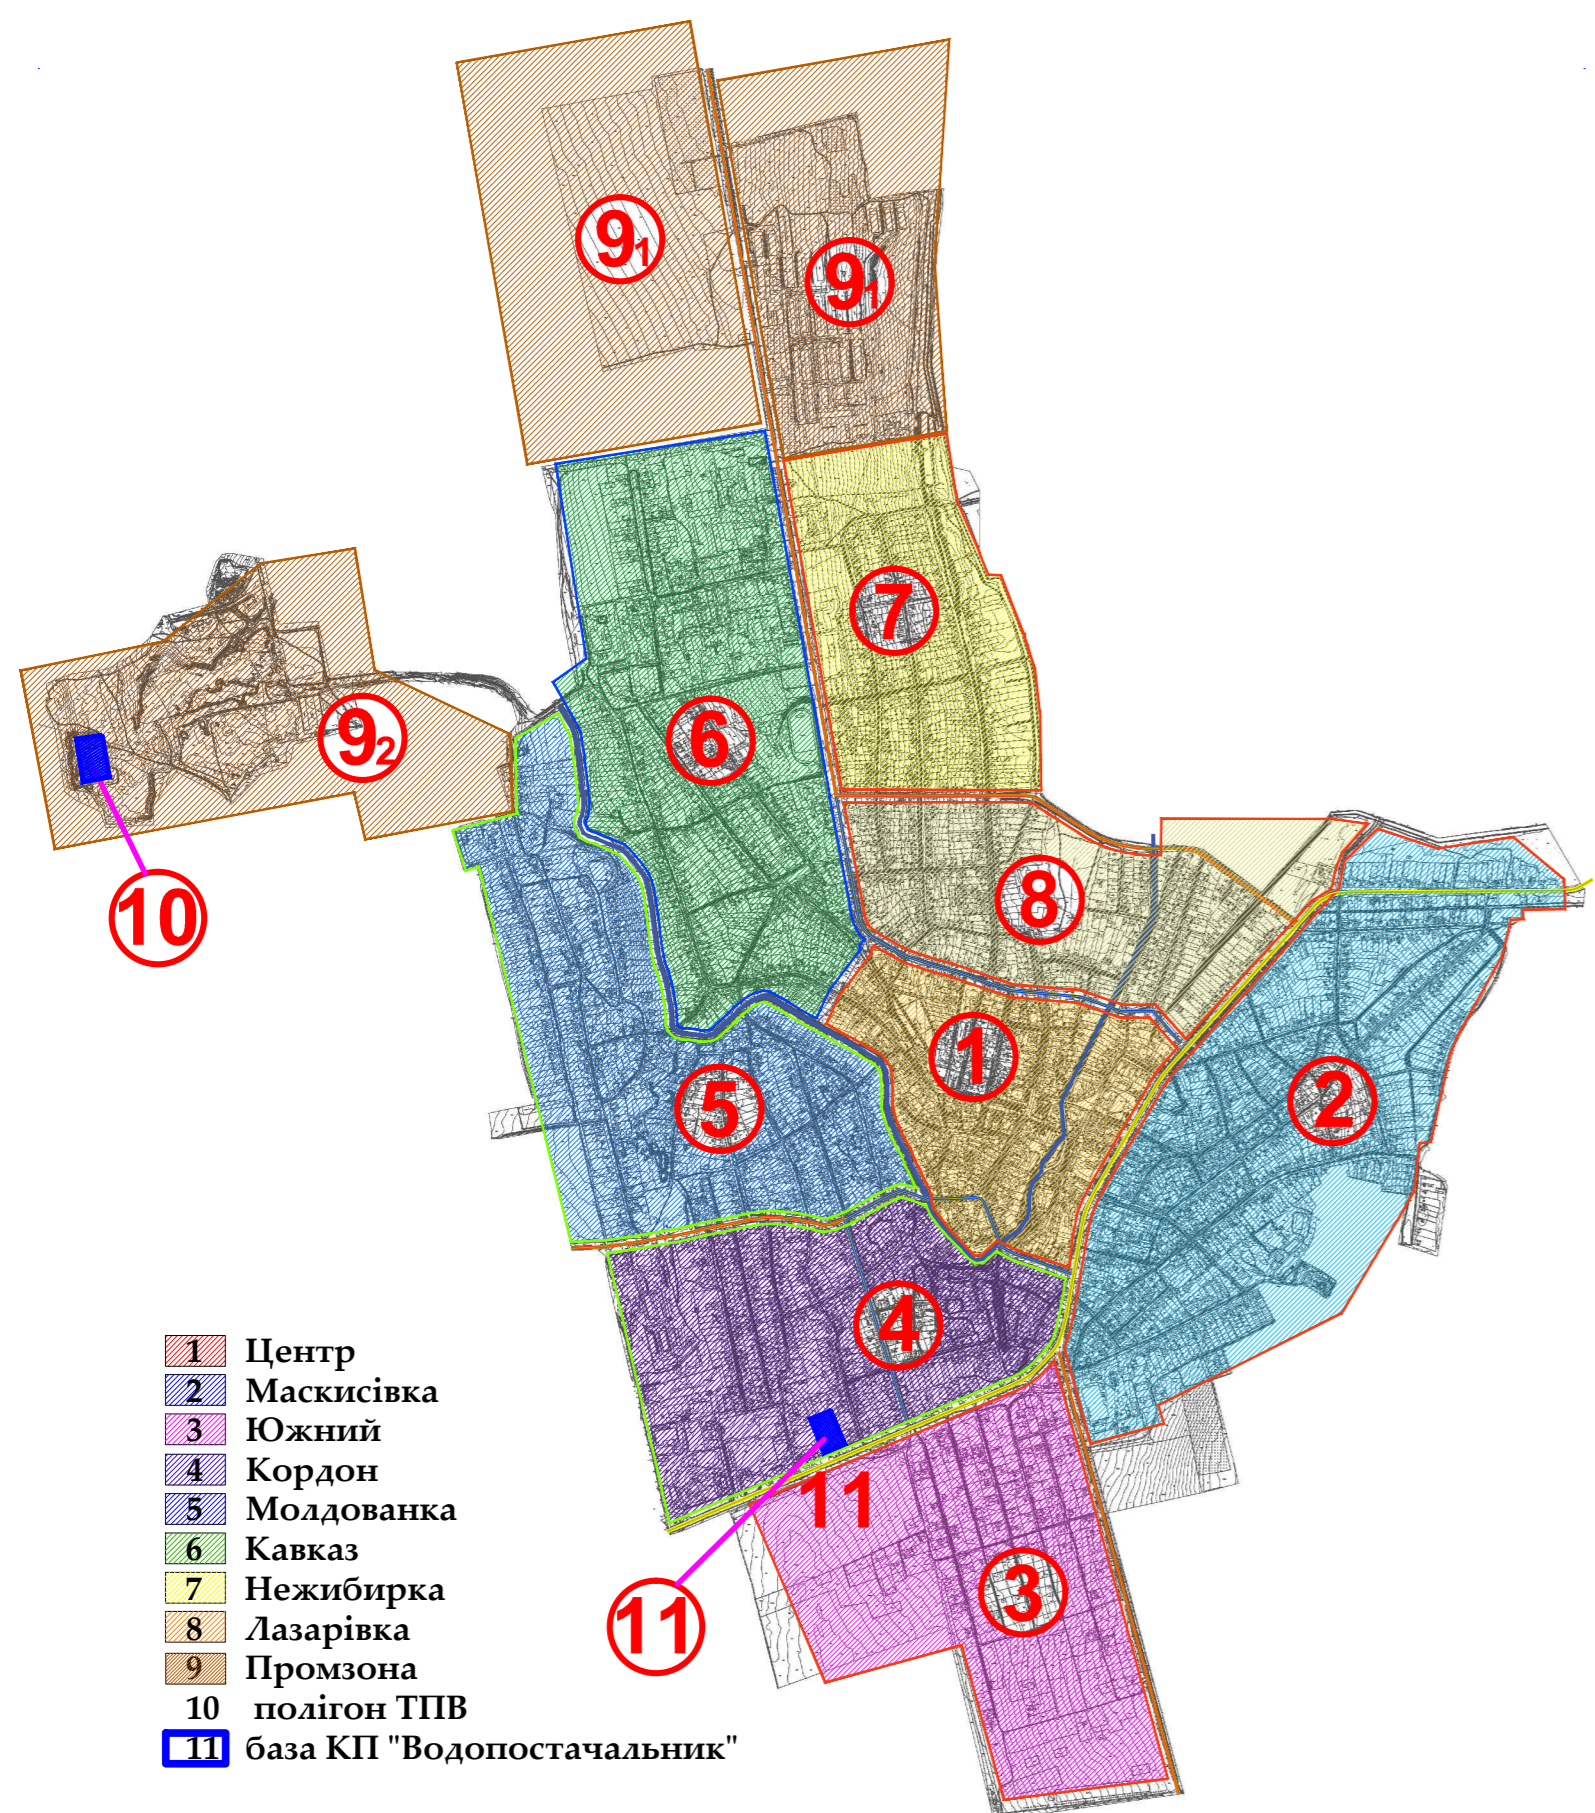 9₁
9₁
7
6
9₂
8
10
1
2
5
4
11
3
11
1 Центр
2 Маскисівка
3 Южний
4 Кордон
5 Молдованка
6 Кавказ
7 Нежибирка
8 Лазарівка
9 Промзона
10 полігон ТПВ
11 база КП "Водопостачальник"